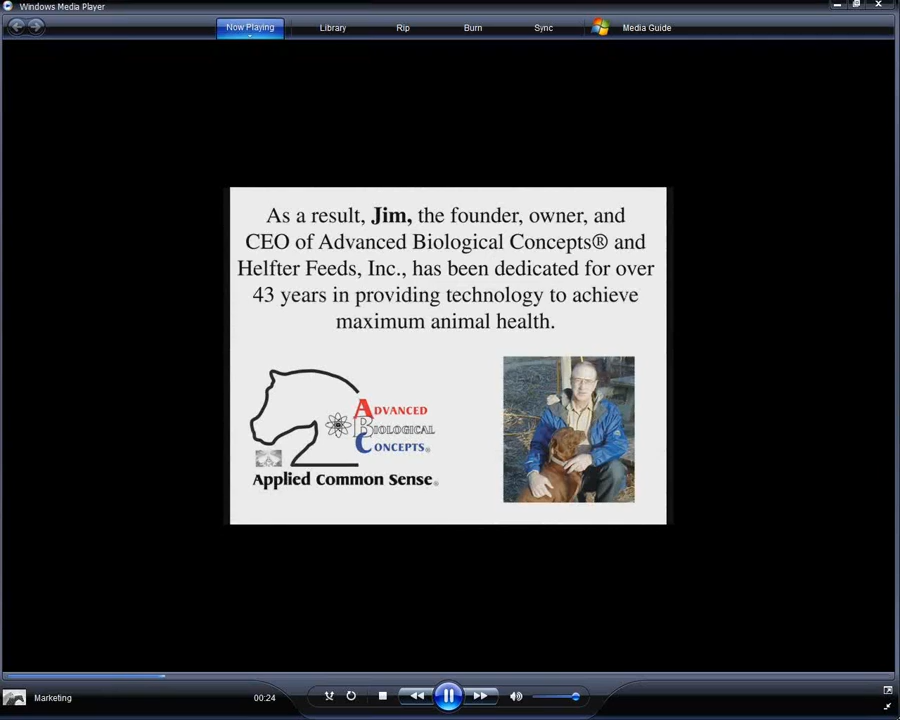 Windows Media Player
Now Playing
Library
Rip
Burn
Sync
Media Guide
As a result, Jim, the founder, owner, and
CEO of Advanced Biological Concepts® and
Helfter Feeds, Inc., has been dedicated for over
43 years in providing technology to achieve
maximum animal health.
ADVANCED
BIOLOGICAL
CONCEPTS®
Applied Common Sense®
Marketing
00:24